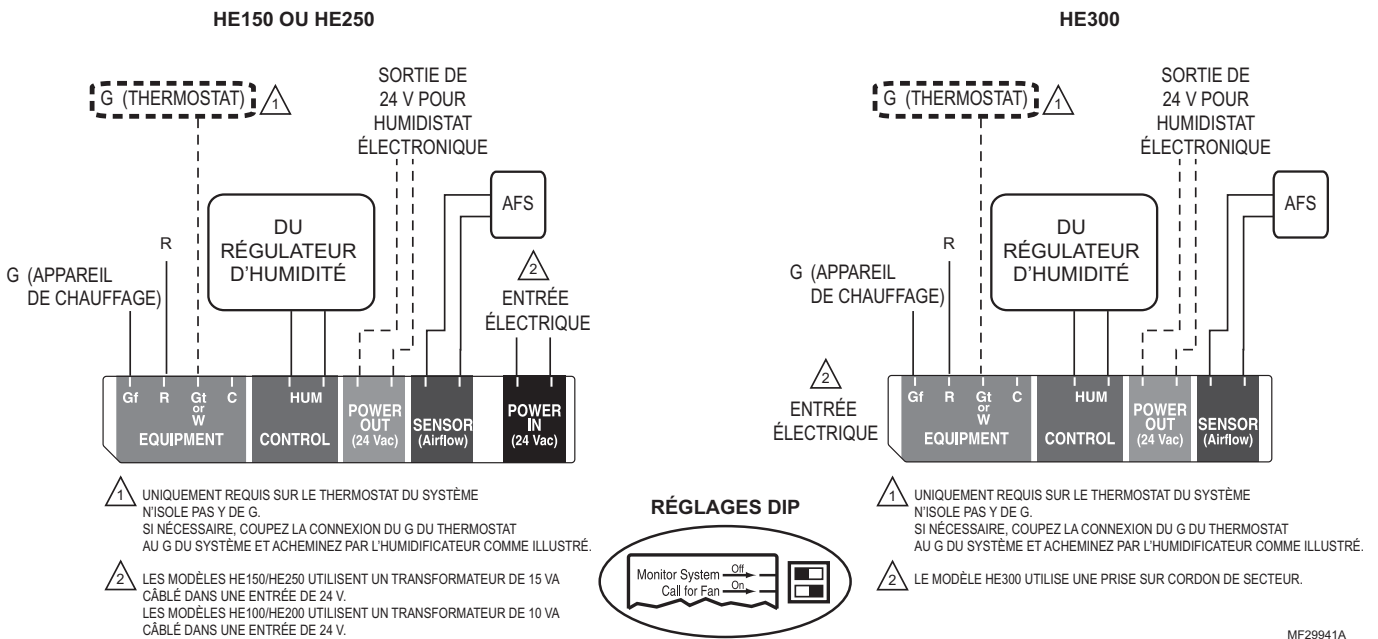 HE150 OU HE250
G (THERMOSTAT)
1
SORTIE DE
24 V POUR
HUMIDISTAT
ÉLECTRONIQUE
AFS
DU
RÉGULATEUR
D'HUMIDITÉ
R
G (APPAREIL
DE CHAUFFAGE)
2
ENTRÉE
ÉLECTRIQUE
Gf R Gt or W C
EQUIPMENT
HUM
CONTROL
POWER
OUT
(24 Vac)
SENSOR
(Airflow)
POWER
IN
(24 Vac)
1 UNIQUEMENT REQUIS SUR LE THERMOSTAT DU SYSTÈME
N'ISOLE PAS Y DE G.
SI NÉCESSAIRE, COUPEZ LA CONNEXION DU G DU THERMOSTAT
AU G DU SYSTÈME ET ACHEMINEZ PAR L'HUMIDIFICATEUR COMME ILLUSTRÉ.
2 LES MODÈLES HE150/HE250 UTILISENT UN TRANSFORMATEUR DE 15 VA
CÂBLÉ DANS UNE ENTRÉE DE 24 V.
LES MODÈLES HE100/HE200 UTILISENT UN TRANSFORMATEUR DE 10 VA
CÂBLÉ DANS UNE ENTRÉE DE 24 V.
RÉGLAGES DIP
Monitor System Off
Call for Fan On
HE300
G (THERMOSTAT)
1
SORTIE DE
24 V POUR
HUMIDISTAT
ÉLECTRONIQUE
AFS
DU
RÉGULATEUR
D'HUMIDITÉ
R
G (APPAREIL
DE CHAUFFAGE)
2
ENTRÉE
ÉLECTRIQUE
Gf R Gt or W C
EQUIPMENT
HUM
CONTROL
POWER
OUT
(24 Vac)
SENSOR
(Airflow)
1 UNIQUEMENT REQUIS SUR LE THERMOSTAT DU SYSTÈME
N'ISOLE PAS Y DE G.
SI NÉCESSAIRE, COUPEZ LA CONNEXION DU G DU THERMOSTAT
AU G DU SYSTÈME ET ACHEMINEZ PAR L'HUMIDIFICATEUR COMME ILLUSTRÉ.
2 LE MODÈLE HE300 UTILISE UNE PRISE SUR CORDON DE SECTEUR.
MF29941A